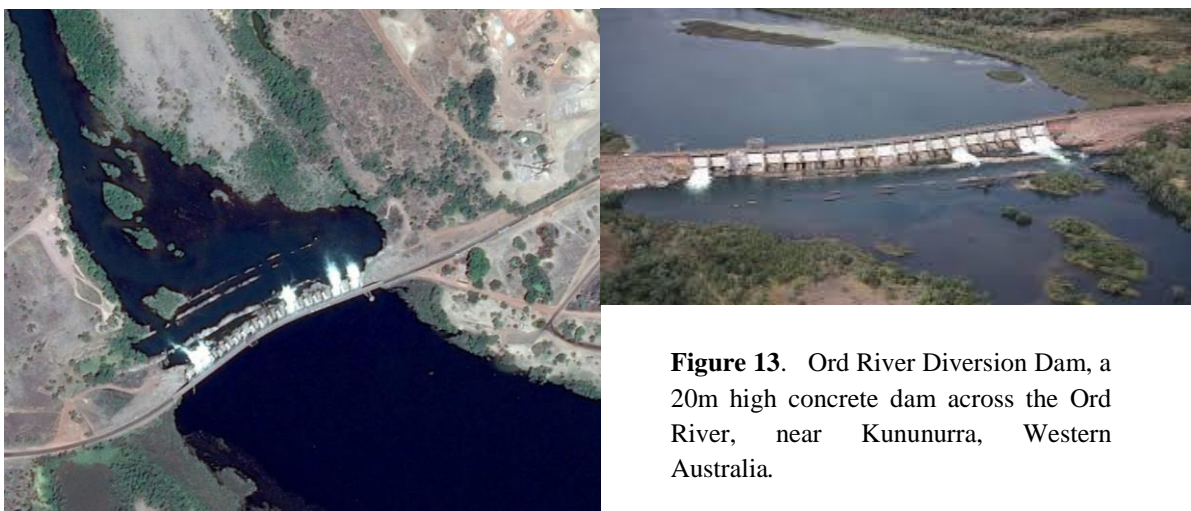 Figure 13. Ord River Diversion Dam, a
20m high concrete dam across the Ord
River, near Kununurra, Western
Australia.